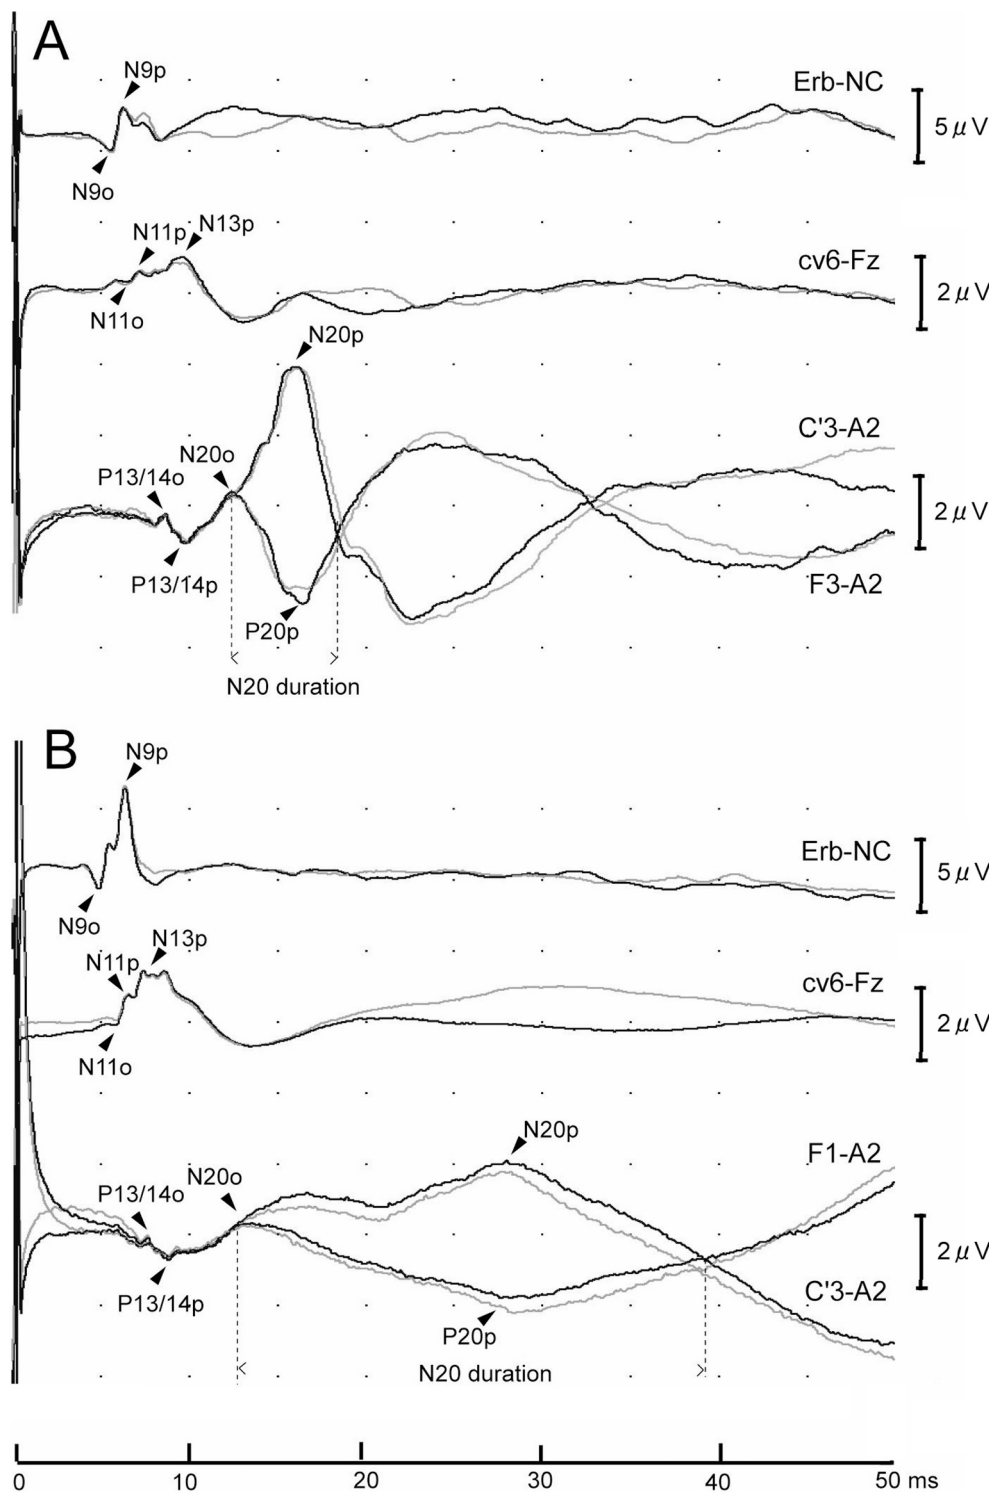 A
N9p
Erb-NC
5 μV
N9o
N11p
N13p
cv6-Fz
2 μV
N11o
N20p
C'3-A2
N20o
P13/14o
2 μV
P13/14p
F3-A2
P20p
N20 duration
B
N9p
Erb-NC
5 μV
N9o
N13p
N11p
cv6-Fz
2 μV
N11o
N20p
F1-A2
N20o
P13/14o
2 μV
C'3-A2
P13/14p
P20p
N20 duration
0 10 20 30 40 50 ms